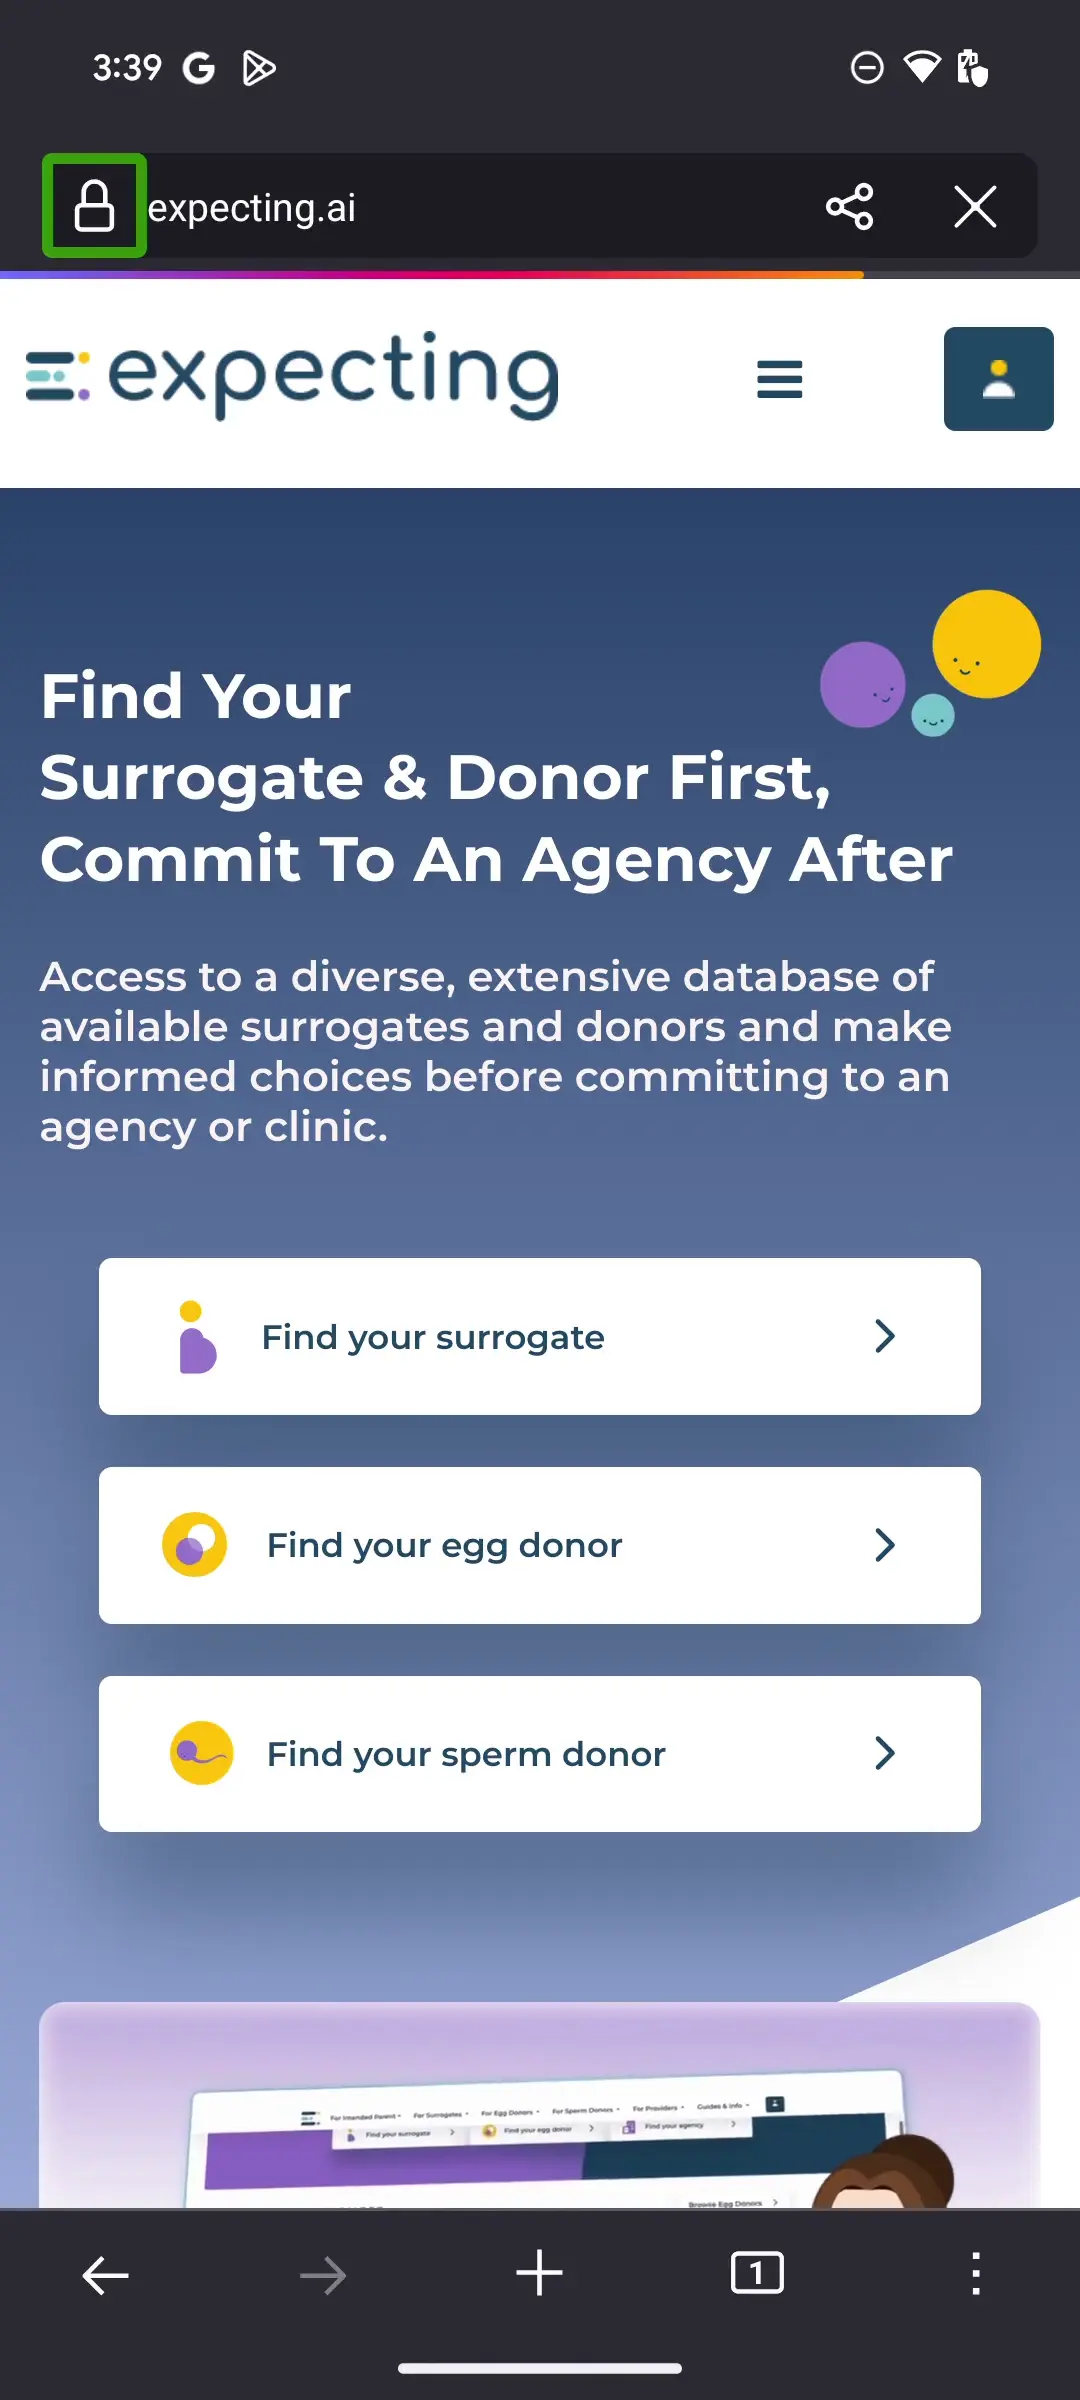 3:39
expecting.ai
expecting
Find Your
Surrogate & Donor First,
Commit To An Agency After
Access to a diverse, extensive database of
available surrogates and donors and make
informed choices before committing to an
agency or clinic.
Find your surrogate
Find your egg donor
Find your sperm donor
For Intended Parent For Surrogates For Egg Donors For Sperm Donors For Providers Guides & Info
Find your surrogate Find your egg donor Find your agency
Browse Egg Donors
1